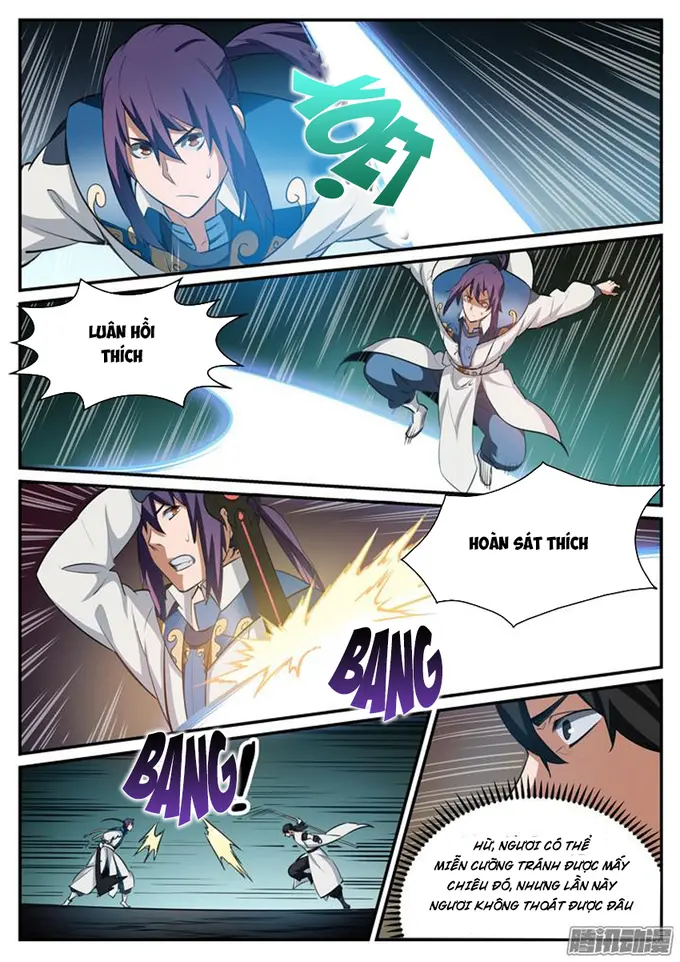 XOẸT
LUÂN HỒI
THÍCH
HOÀN SÁT THÍCH
BANG
BANG!
HỪ, NGƯƠI CÓ THỂ
MIỄN CƯỠNG TRÁNH ĐƯỢC MẤY
CHIÊU ĐÓ, NHƯNG LẦN NÀY
NGƯƠI KHÔNG THOÁT ĐƯỢC ĐÂU
腾讯动漫